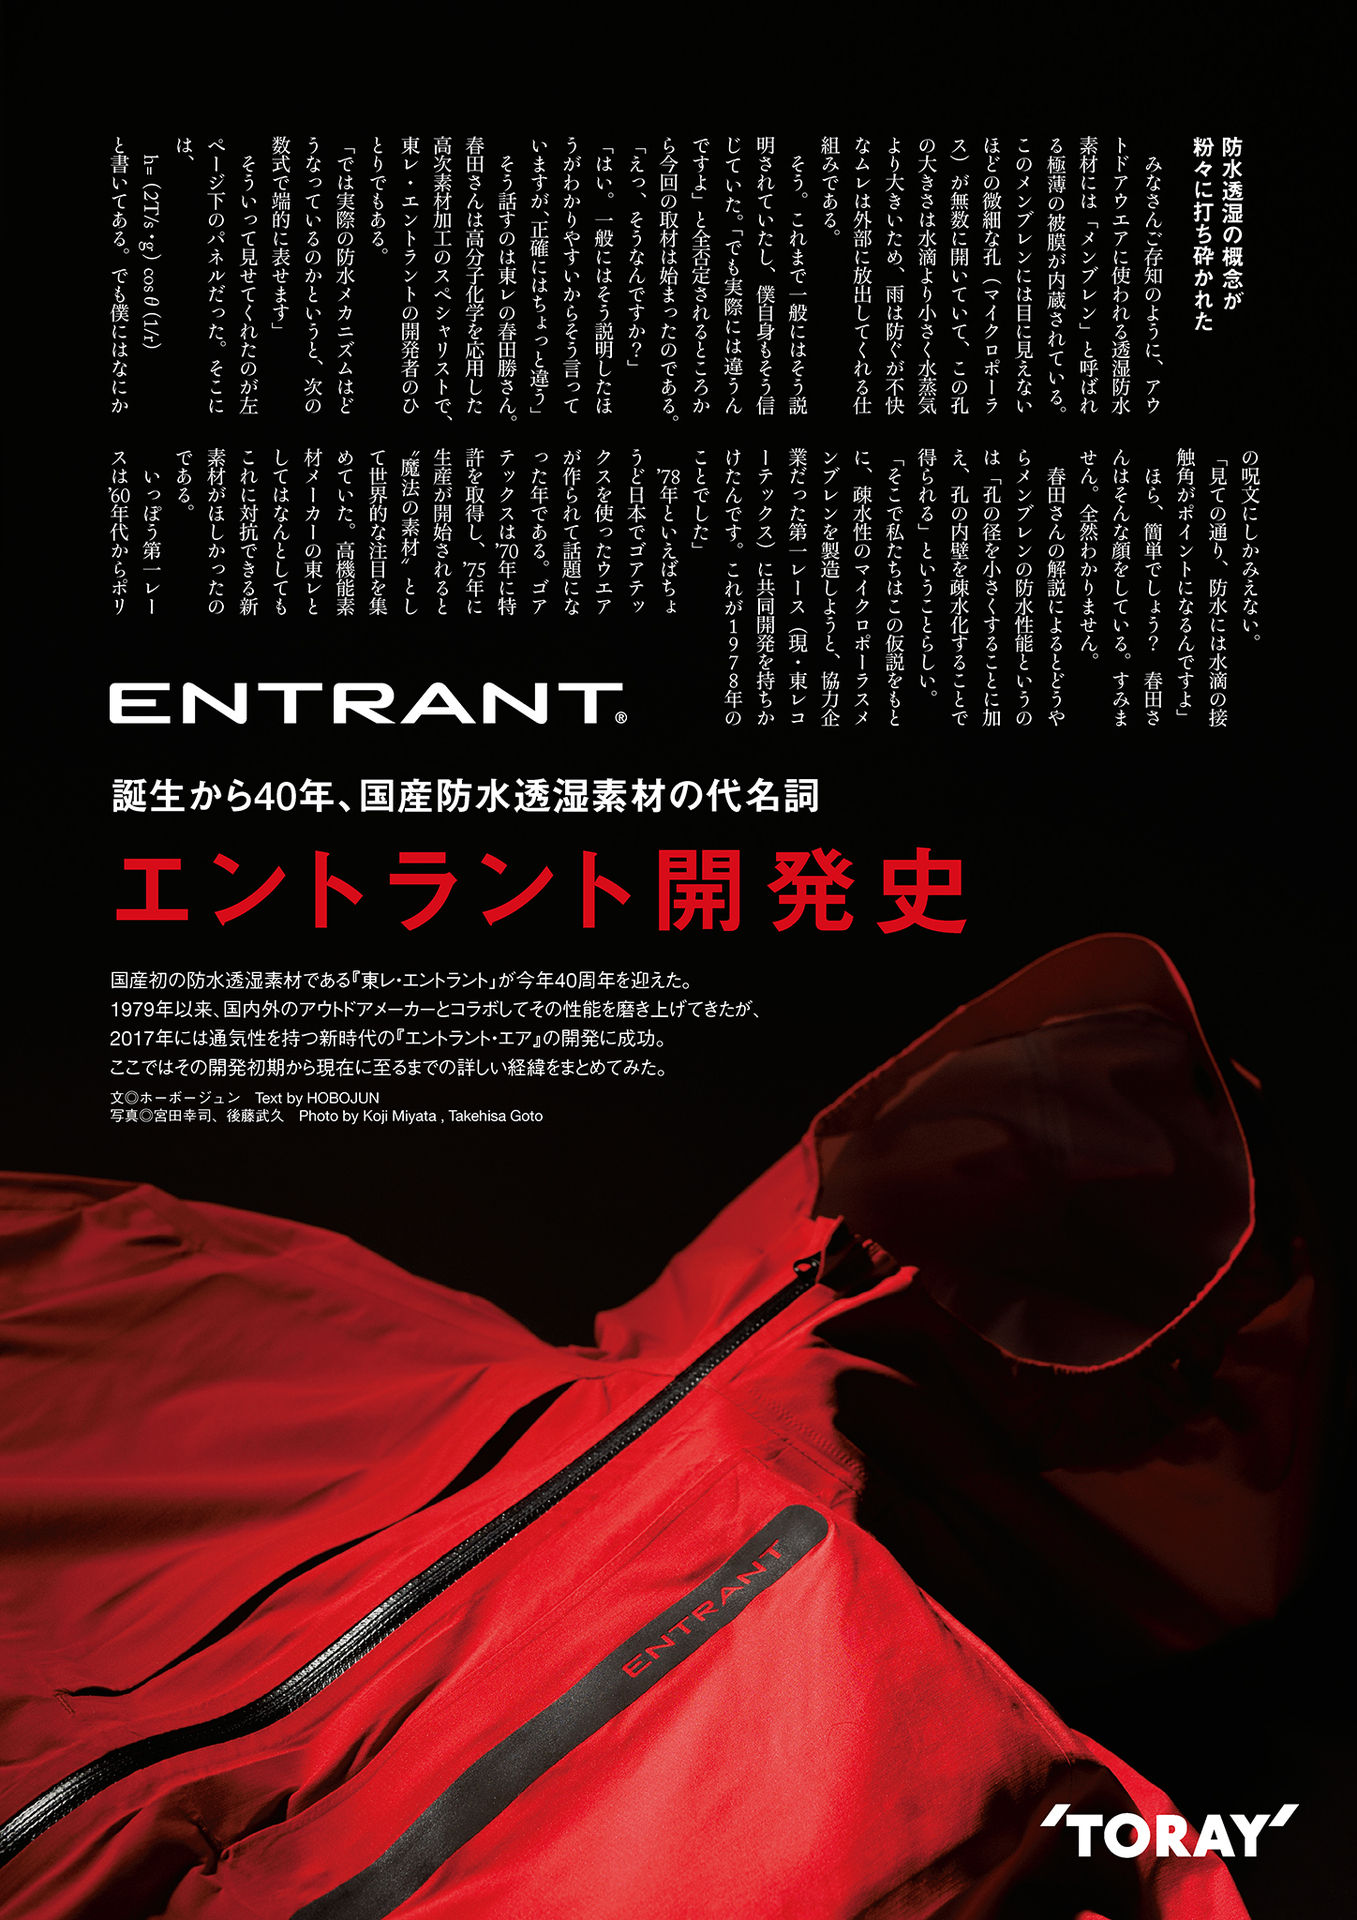 防水透湿の概念が
粉々に打ち砕かれた
みなさんご存知のように、アウ
トドアウエアに使われる透湿防水
素材には「メンブレン」と呼ばれ
る極薄の被膜が内蔵されている。
このメンブレンには目に見えない
ほどの微細な孔（マイクロポーラ
ス）が無数に開いていて、この孔
の大きさは水滴より小さく水蒸気
より大きいため、雨は防ぐが不快
なムレは外部に放出してくれる仕
組みである。
そう。これまで一般にはそう説
明されていたし、僕自身もそう信
じていた。「でも実際には違うん
ですよ」と全否定されるところか
ら今回の取材は始まったのである。
「えっ、そうなんですか？」
「はい。一般にはそう説明したほ
うがわかりやすいからそう言って
いますが、正確にはちょっと違う」
そう話すのは東レの春田勝さん。
春田さんは高分子化学を応用した
高次素材加工のスペシャリストで、
東レ・エントラントの開発者のひ
とりでもある。
「では実際の防水メカニズムはど
うなっているのかというと、次の
数式で端的に表せます」
そういって見せてくれたのが左
ページ下のパネルだった。そこに
は、
h= (2T/s・g) cosθ (1/r)
と書いてある。でも僕にはなにか
の呪文にしかみえない。
「見ての通り、防水には水滴の接
触角がポイントになるんですよ」
ほら、簡単でしょう？　春田さ
んはそんな顔をしている。すみま
せん。全然わかりません。
春田さんの解説によるとどうや
らメンブレンの防水性能というの
は「孔の径を小さくすることに加
え、孔の内壁を疎水化することで
得られる」ということらしい。
「そこで私たちはこの仮説をもと
に、疎水性のマイクロポーラスメ
ンブレンを製造しようと、協力企
業だった第一レース（現・東レコ
ーテックス）に共同開発を持ちか
けたんです。これが1978年の
ことでした」
'78年といえばちょ
うど日本でゴアテッ
クスを使ったウエア
が作られて話題にな
った年である。ゴア
テックスは'70年に特
許を取得し、'75年に
生産が開始されると
〝魔法の素材〟とし
て世界的な注目を集
めていた。高機能素
材メーカーの東レと
してはなんとしても
これに対抗できる新
素材がほしかったの
である。
いっぽう第一レー
スは'60年代からポリ
ENTRANT®
誕生から40年、国産防水透湿素材の代名詞
エントラント開発史
国産初の防水透湿素材である『東レ・エントラント』が今年40周年を迎えた。
1979年以来、国内外のアウトドアメーカーとコラボしてその性能を磨き上げてきたが、
2017年には通気性を持つ新時代の『エントラント・エア』の開発に成功。
ここではその開発初期から現在に至るまでの詳しい経緯をまとめてみた。
文◎ホーボージュン　Text by HOBOJUN
写真◎宮田幸司、後藤武久　Photo by Koji Miyata , Takehisa Goto
ENTRANT
'TORAY'